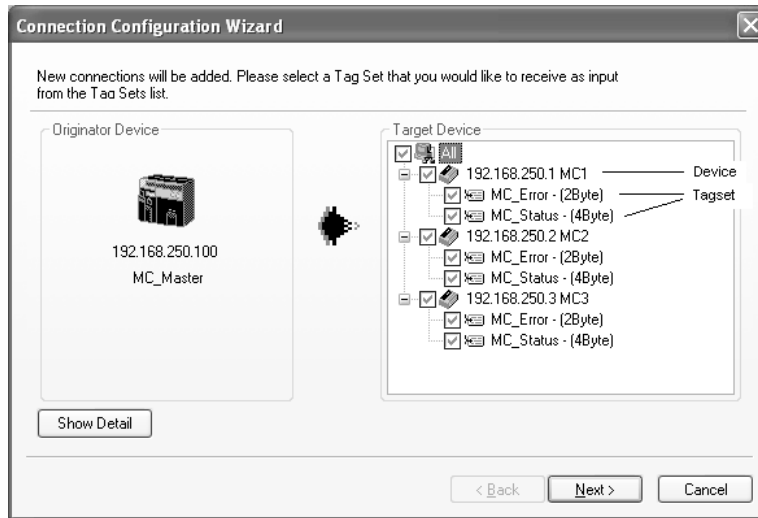 Connection Configuration Wizard
New connections will be added. Please select a Tag Set that you would like to receive as input
from the Tag Sets list.
Originator Device
192.168.250.100
MC_Master
Target Device
All
192.168.250.1 MC1
Device
MC_Error - (2Byte)
Tagset
MC_Status - (4Byte)
192.168.250.2 MC2
MC_Error - (2Byte)
MC_Status - (4Byte)
192.168.250.3 MC3
MC_Error - (2Byte)
MC_Status - (4Byte)
Show Detail
< Back
Next >
Cancel